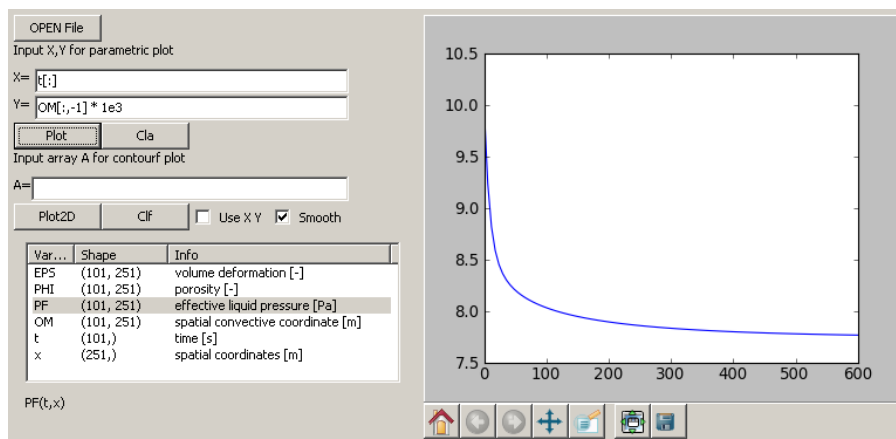 OPEN File
Input X,Y for parametric plot
X= t[:]
Y= OM[:,-1] * 1e3
Plot Cla
Input array A for contourf plot
A=
Plot2D Clf Use X Y Smooth
Var... Shape Info
EPS (101, 251) volume deformation [-]
PHI (101, 251) porosity [-]
PF (101, 251) effective liquid pressure [Pa]
OM (101, 251) spatial convective coordinate [m]
t (101,) time [s]
x (251,) spatial coordinates [m]
PF(t,x)
10.5
10.0
9.5
9.0
8.5
8.0
7.5
0 100 200 300 400 500 600